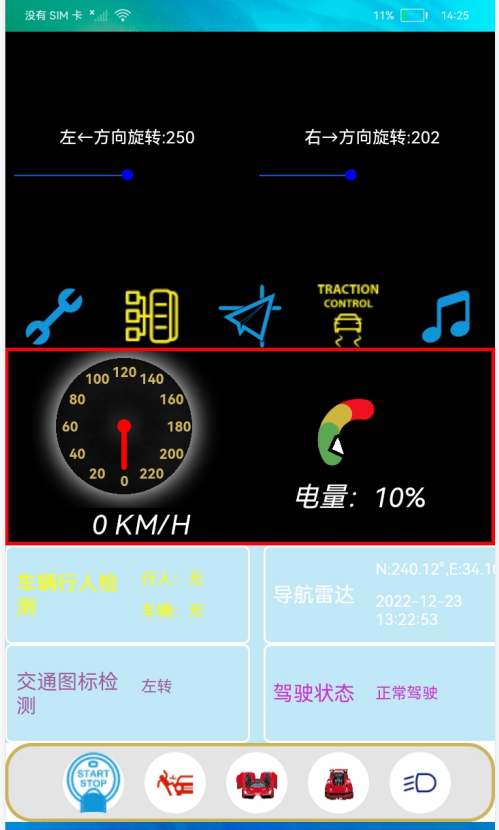 没有 SIM 卡
11%
14:25
左←方向旋转:250
右→方向旋转:202
TRACTION
CONTROL
100 120 140
80 160
60 180
40 200
20 0 220
0 KM/H
电量：10%
车辆行人检
测
行人：无
车辆：无
导航雷达
N:240.12°,E:34.10
2022-12-23
13:22:53
交通图标检
测
左转
驾驶状态
正常驾驶
START
STOP